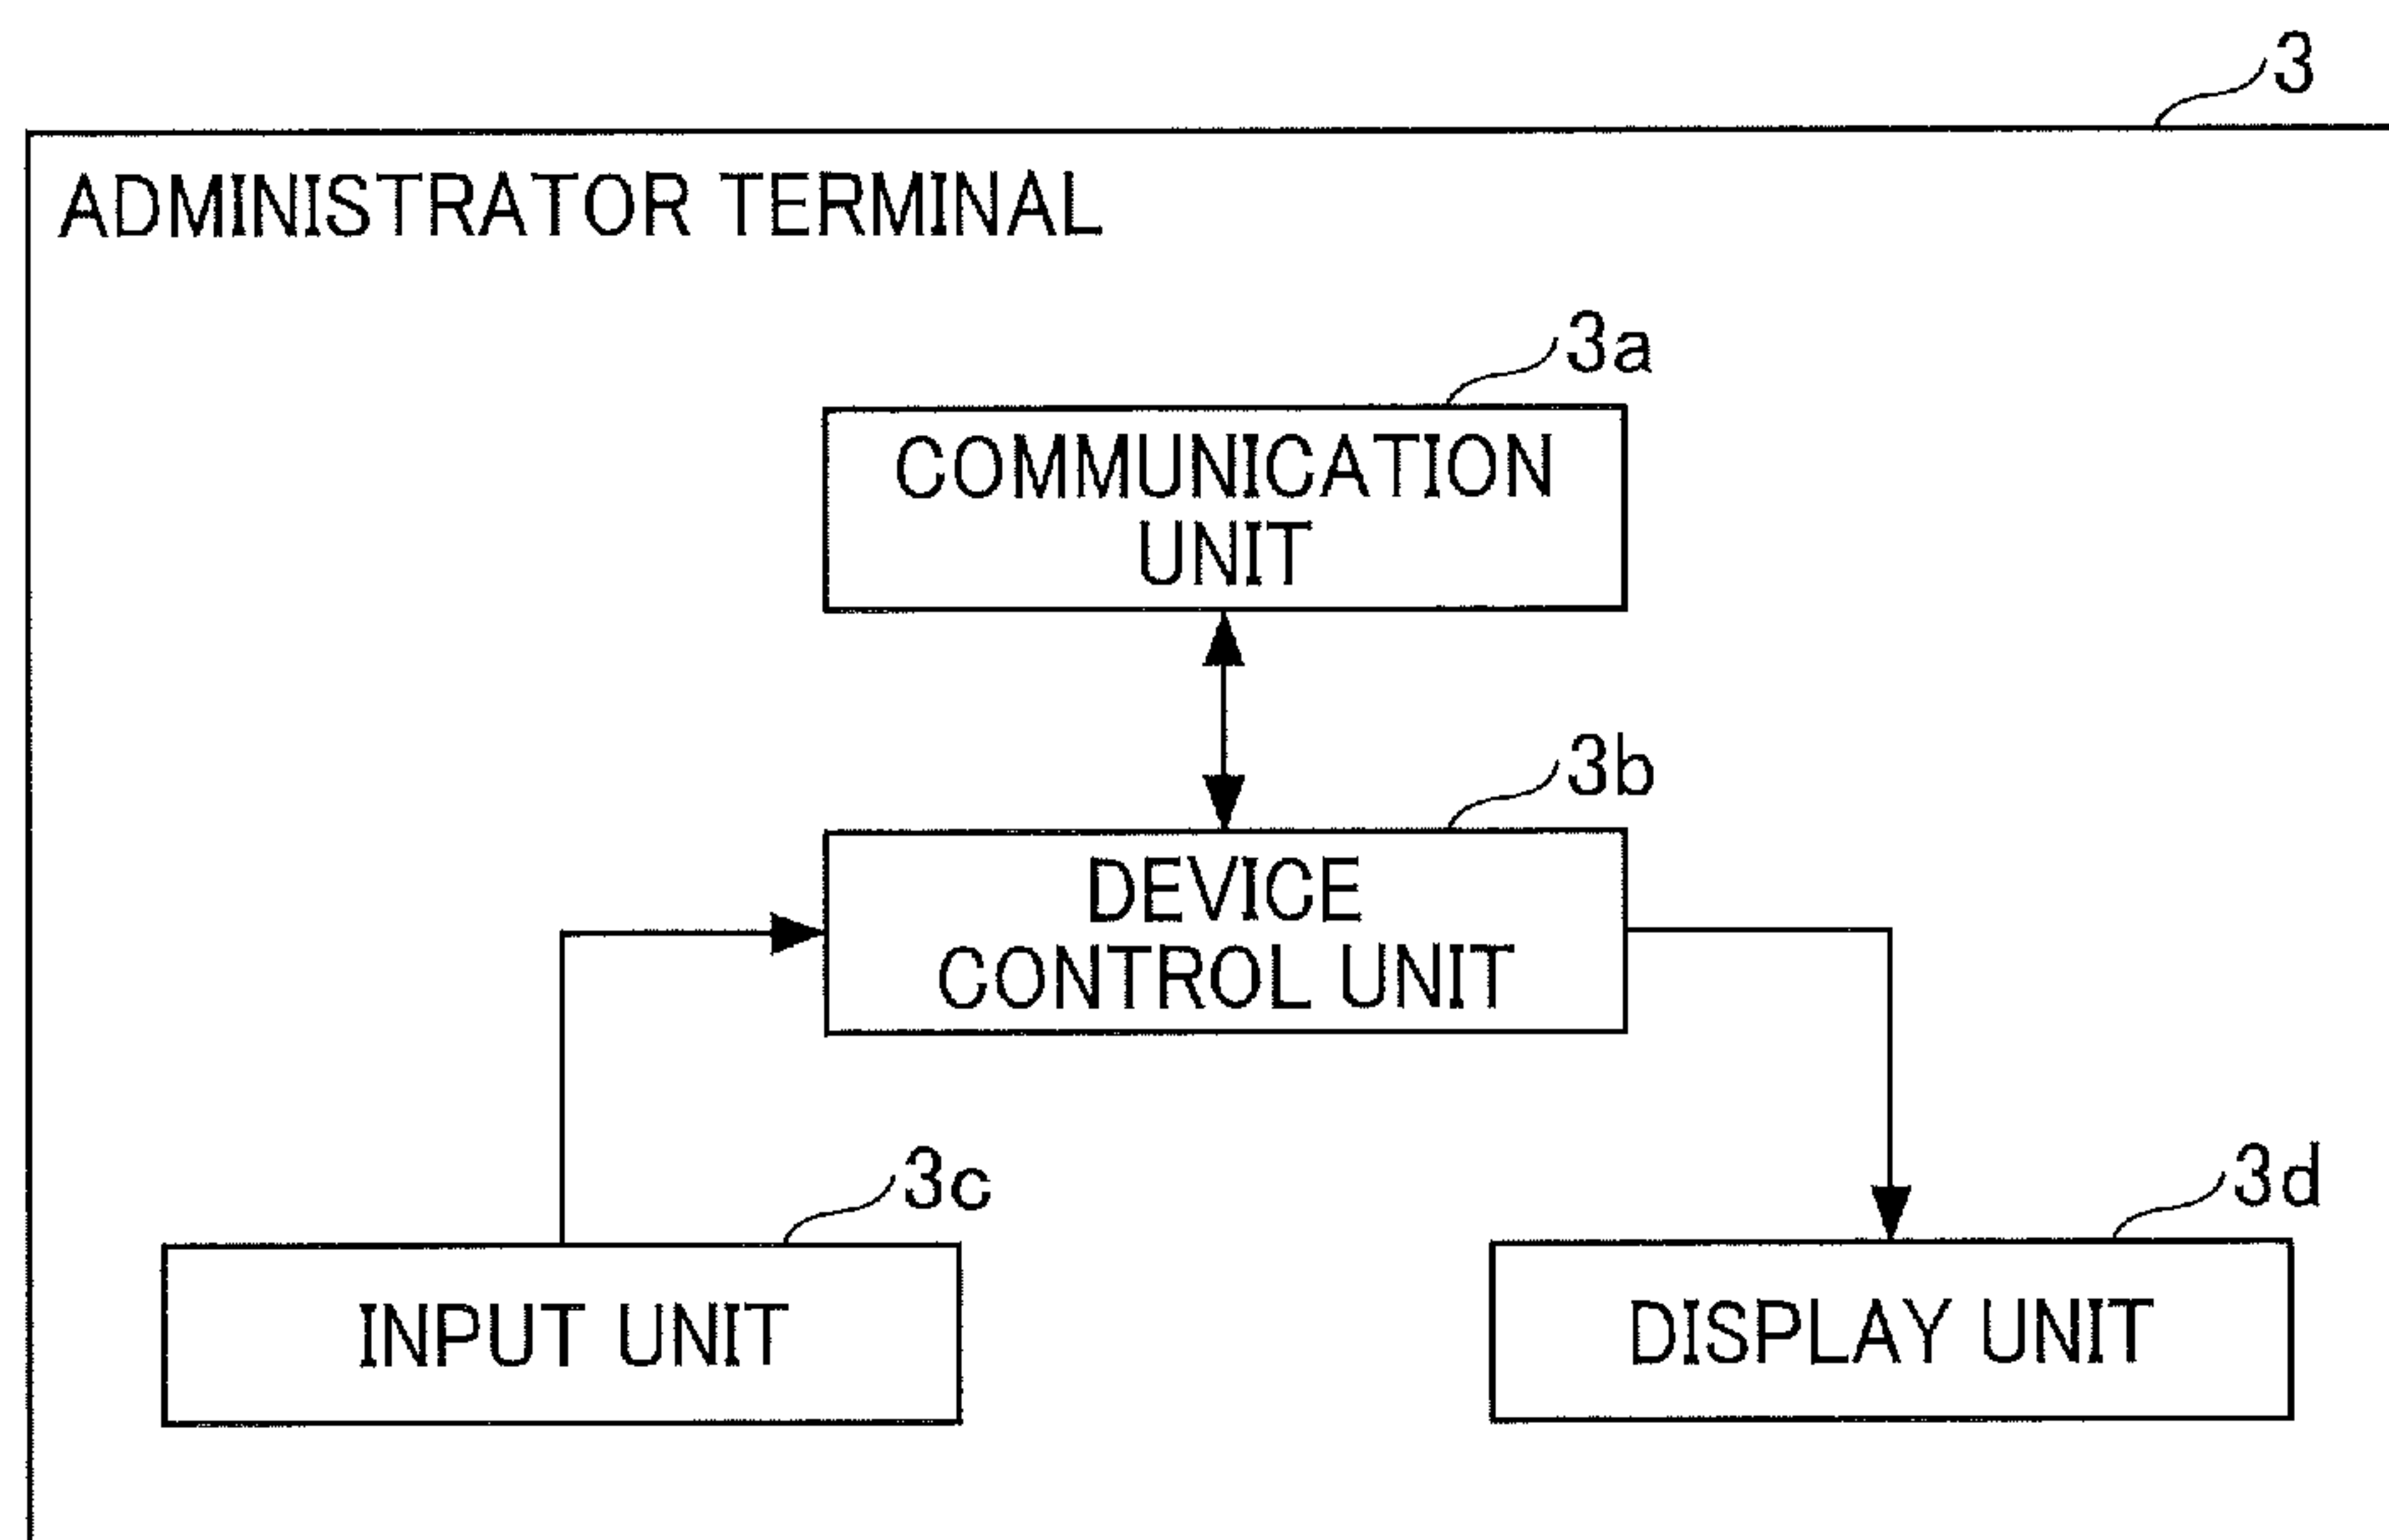 3
ADMINISTRATOR TERMINAL
3a
COMMUNICATION
UNIT
3b
DEVICE
CONTROL UNIT
3c
INPUT UNIT
3d
DISPLAY UNIT